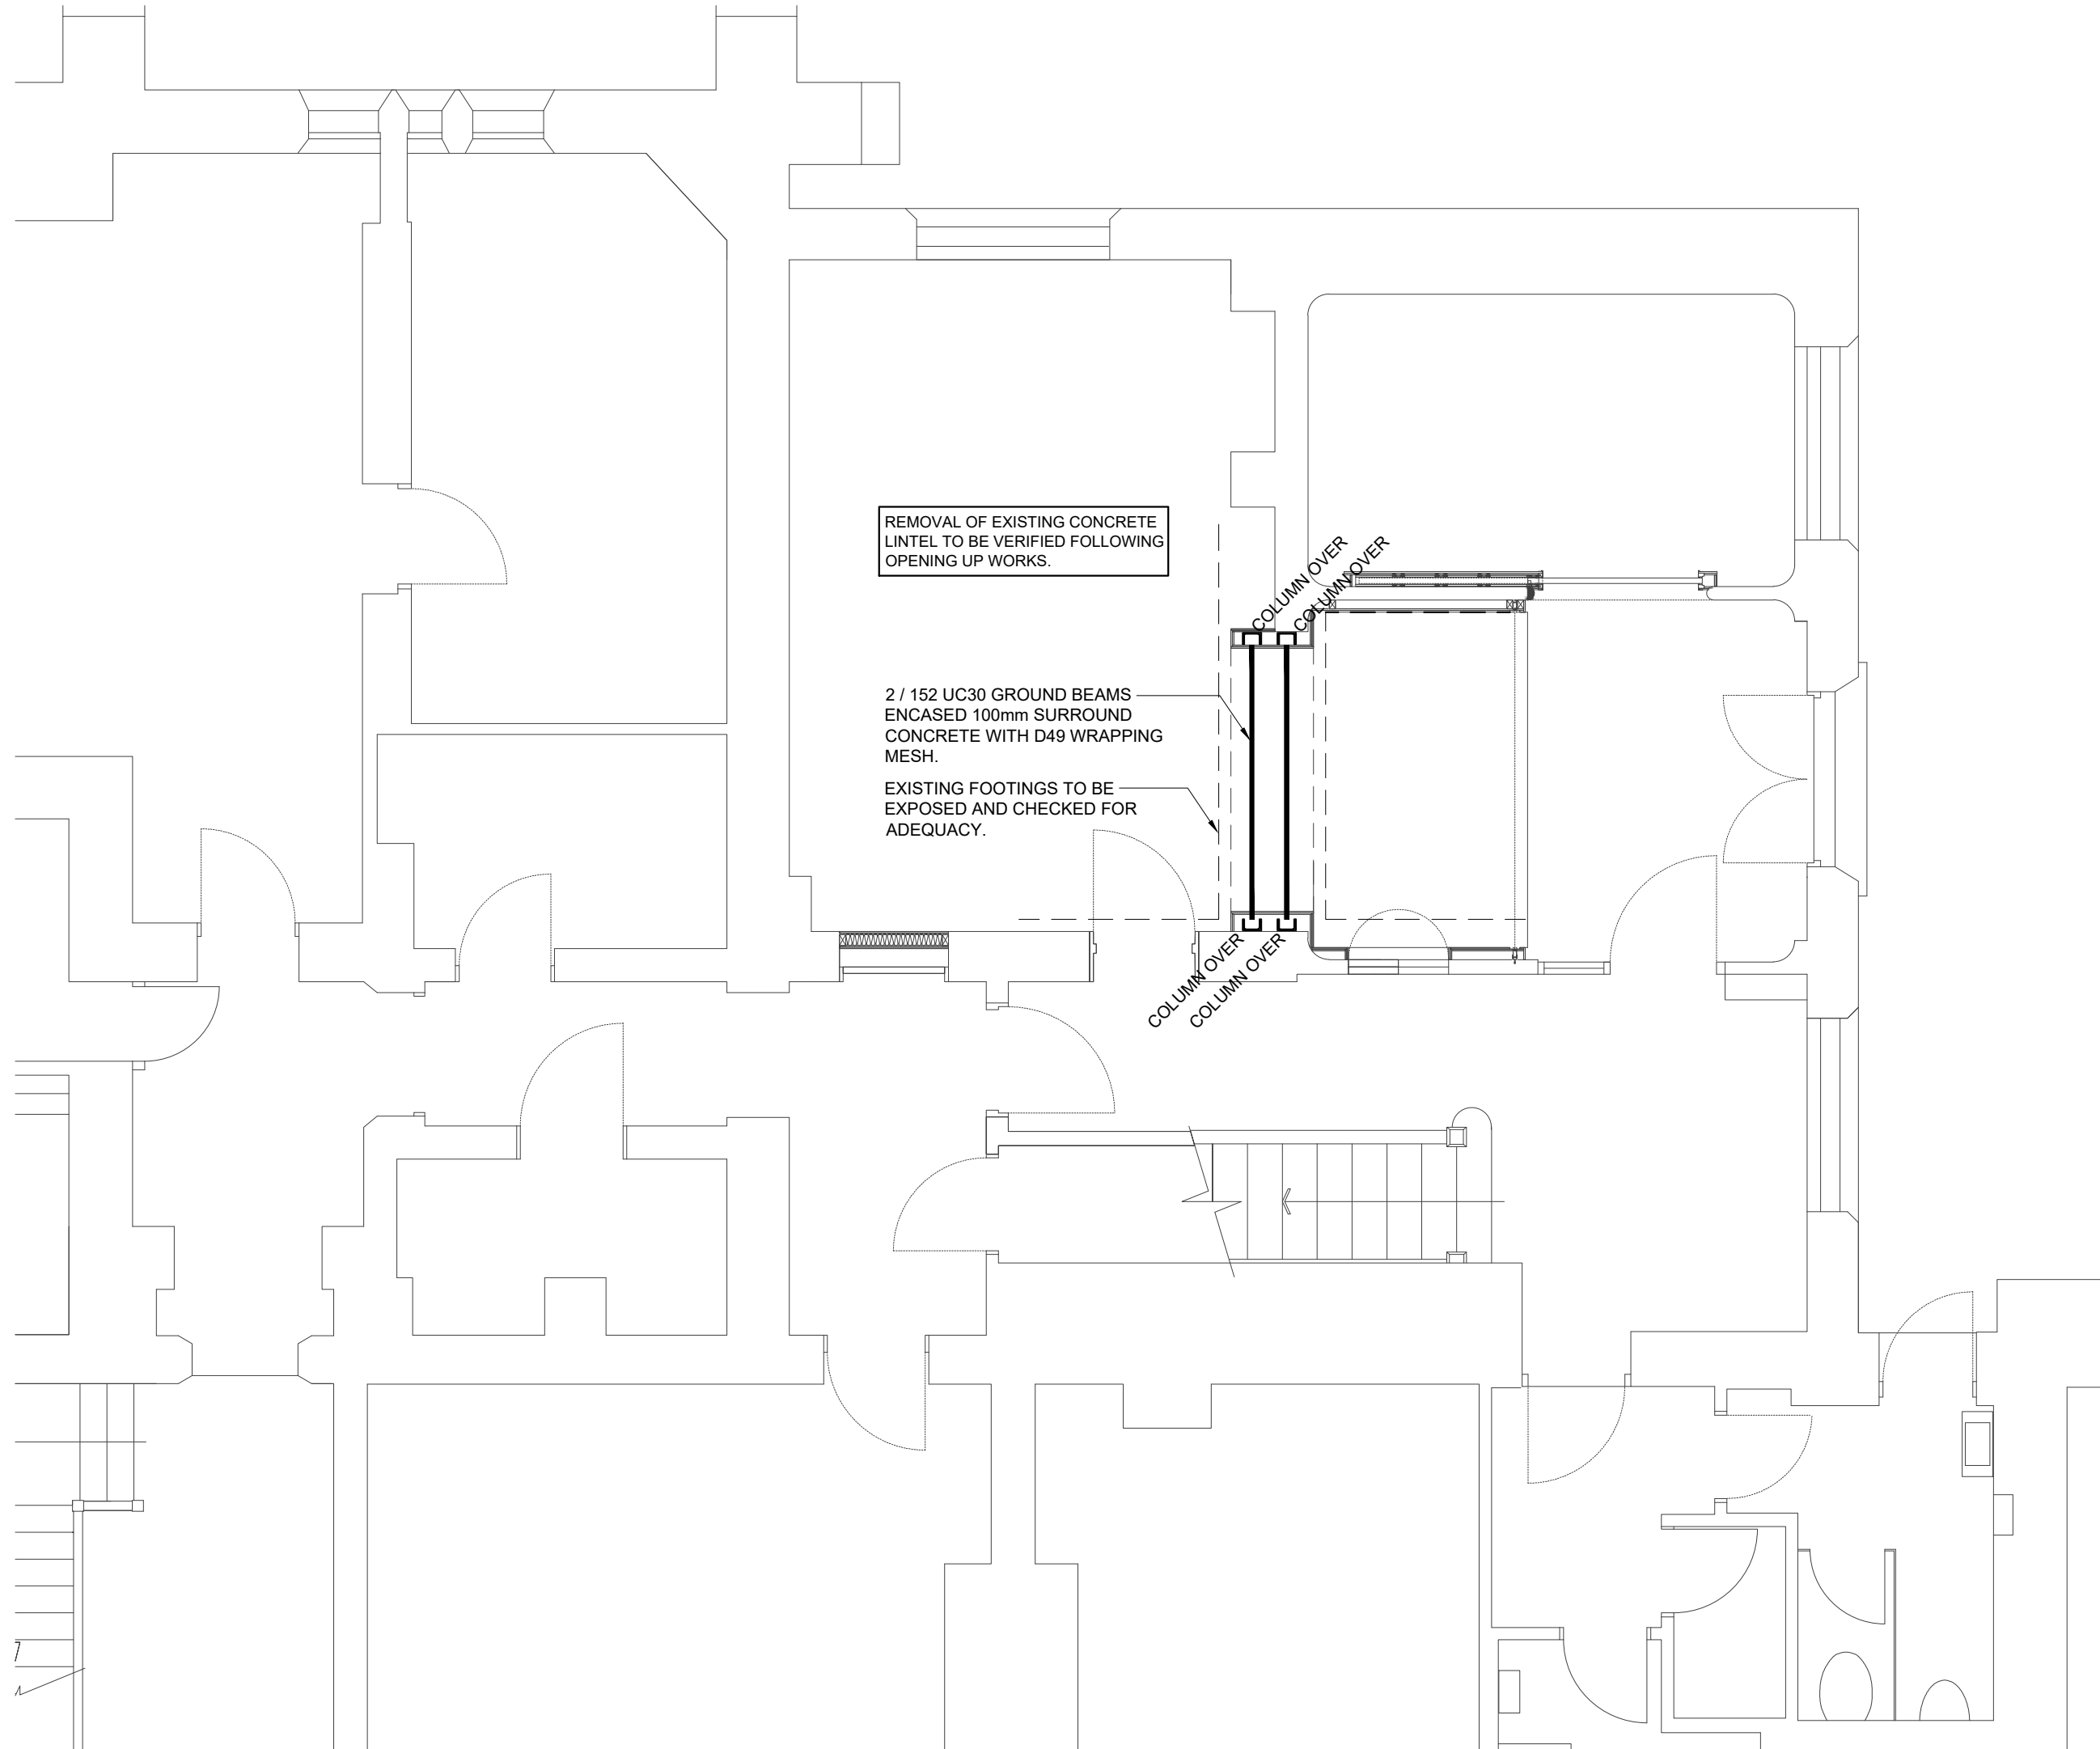 REMOVAL OF EXISTING CONCRETE
LINTEL TO BE VERIFIED FOLLOWING
OPENING UP WORKS.
COLUMN OVER
COLUMN OVER
2 / 152 UC30 GROUND BEAMS
ENCASED 100mm SURROUND
CONCRETE WITH D49 WRAPPING
MESH.
EXISTING FOOTINGS TO BE
EXPOSED AND CHECKED FOR
ADEQUACY.
COLUMN OVER
COLUMN OVER